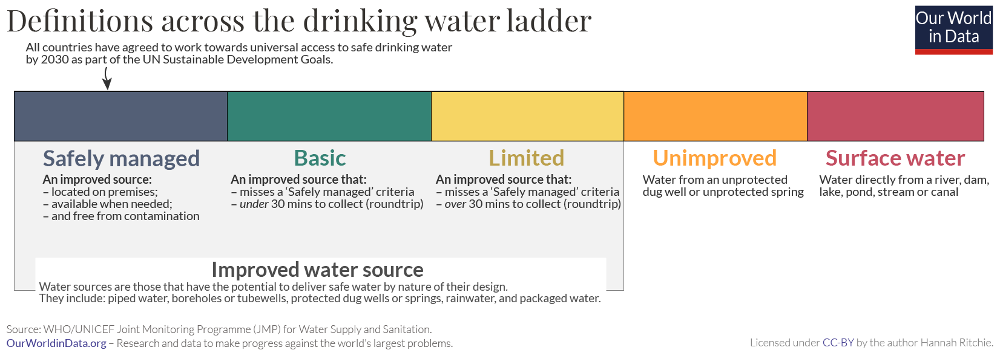 Definitions across the drinking water ladder
Our World
in Data
All countries have agreed to work towards universal access to safe drinking water
by 2030 as part of the UN Sustainable Development Goals.
Safely managed
An improved source:
– located on premises;
– available when needed;
– and free from contamination
Basic
An improved source that:
– misses a ‘Safely managed’ criteria
– under 30 mins to collect (roundtrip)
Limited
An improved source that:
– misses a ‘Safely managed’ criteria
– over 30 mins to collect (roundtrip)
Unimproved
Water from an unprotected
dug well or unprotected spring
Surface water
Water directly from a river, dam,
lake, pond, stream or canal
Improved water source
Water sources are those that have the potential to deliver safe water by nature of their design.
They include: piped water, boreholes or tubewells, protected dug wells or springs, rainwater, and packaged water.
Source: WHO/UNICEF Joint Monitoring Programme (JMP) for Water Supply and Sanitation.
OurWorldinData.org – Research and data to make progress against the world’s largest problems.
Licensed under CC-BY by the author Hannah Ritchie.